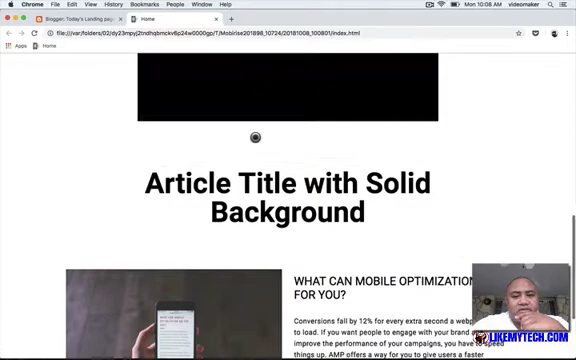 Chrome File Edit View History Bookmarks People Window Help
Mon 10:08 AM videomaker
Blogger: Today's Landing pag
Home
file:///var/folders/02/
index.html
Apps Home
Article Title with Solid
Background
WHAT CAN MOBILE OPTIMIZATION
FOR YOU?
Conversions fall by 12% for every extra second a webp
to load. If you want people to engage with your brand a
improve the performance of your campaigns, you have to speed
things up. AMP offers a way for you to give users a faster
LIKEMYTECH.COM